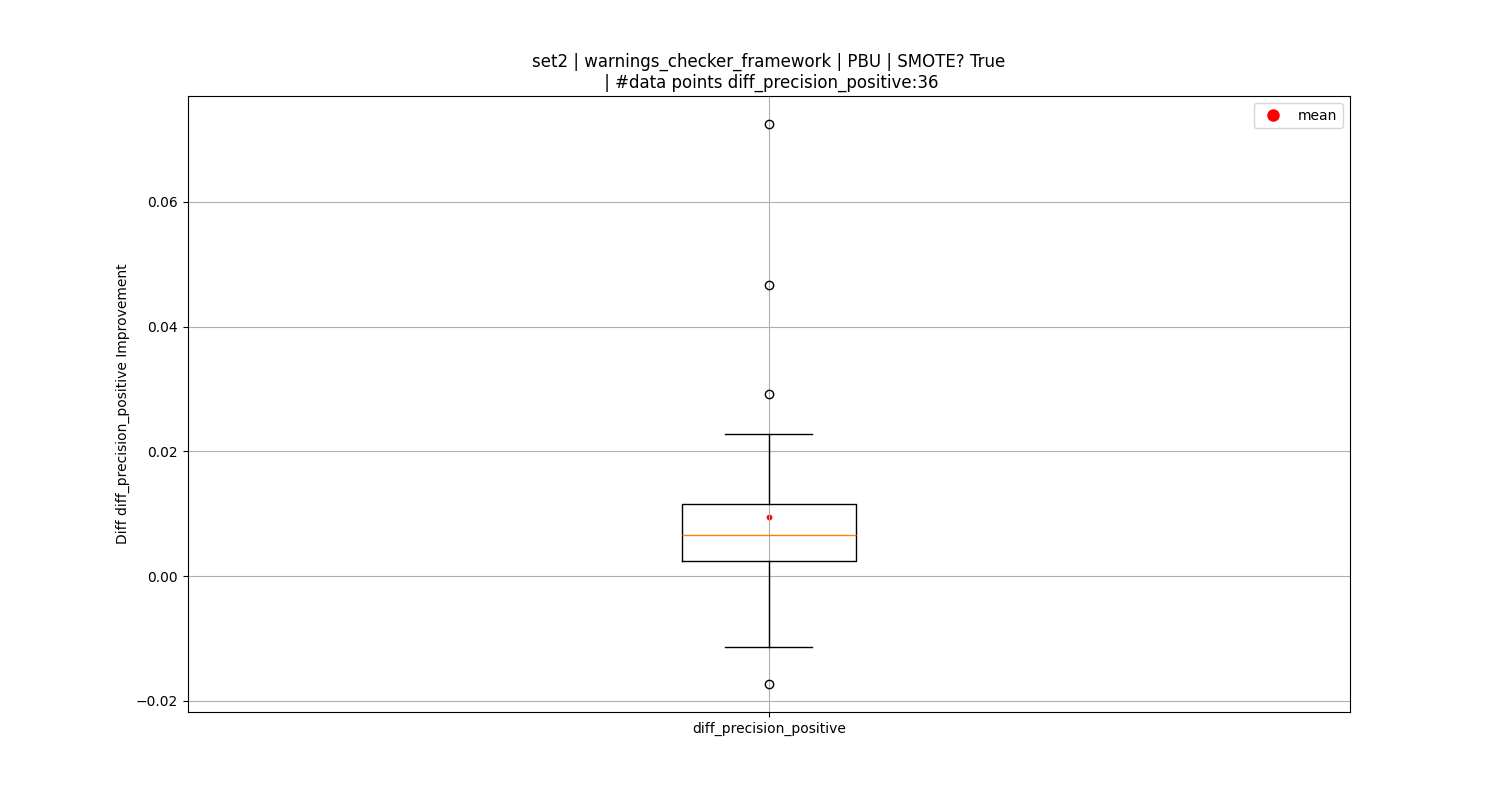 set2 | warnings_checker_framework | PBU | SMOTE? True
| #data points diff_precision_positive:36
mean
0.06
0.04
0.02
0.00
−0.02
Diff diff_precision_positive Improvement
diff_precision_positive